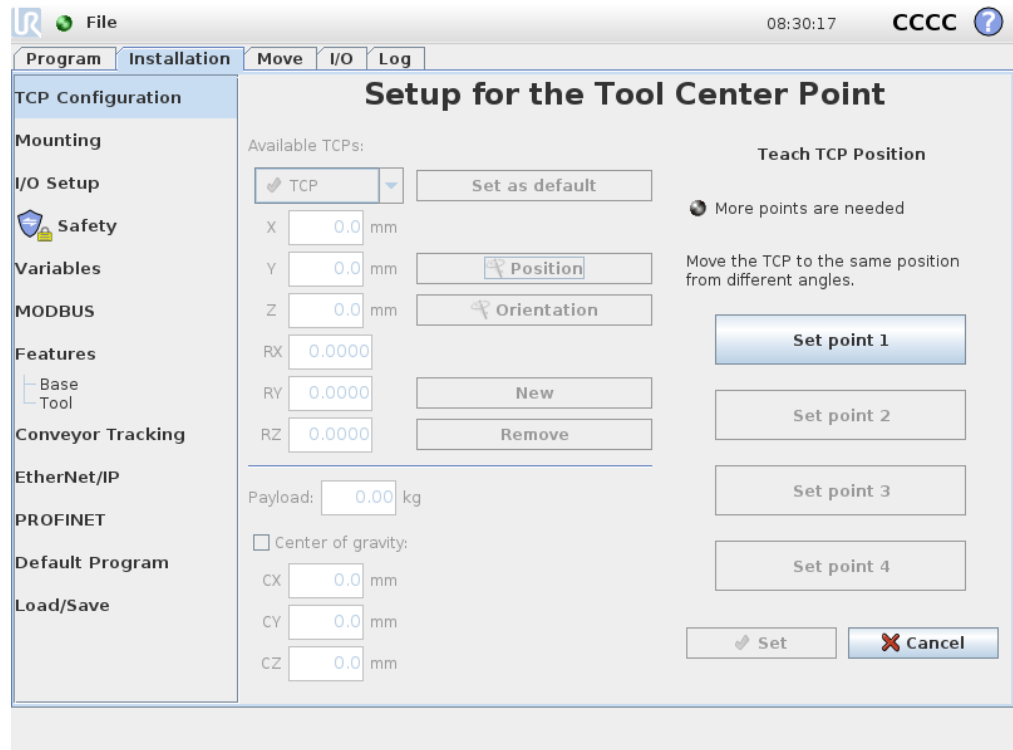 UR File 08:30:17 CCCC ?
Program Installation Move I/O Log
TCP Configuration
Mounting
I/O Setup
Safety
Variables
MODBUS
Features
Base
Tool
Conveyor Tracking
EtherNet/IP
PROFINET
Default Program
Load/Save
Setup for the Tool Center Point
Available TCPs:
TCP Set as default
X 0.0 mm
Y 0.0 mm Position
Z 0.0 mm Orientation
RX 0.0000
RY 0.0000 New
RZ 0.0000 Remove
Payload: 0.00 kg
Center of gravity:
CX 0.0 mm
CY 0.0 mm
CZ 0.0 mm
Teach TCP Position
More points are needed
Move the TCP to the same position
from different angles.
Set point 1
Set point 2
Set point 3
Set point 4
Set Cancel